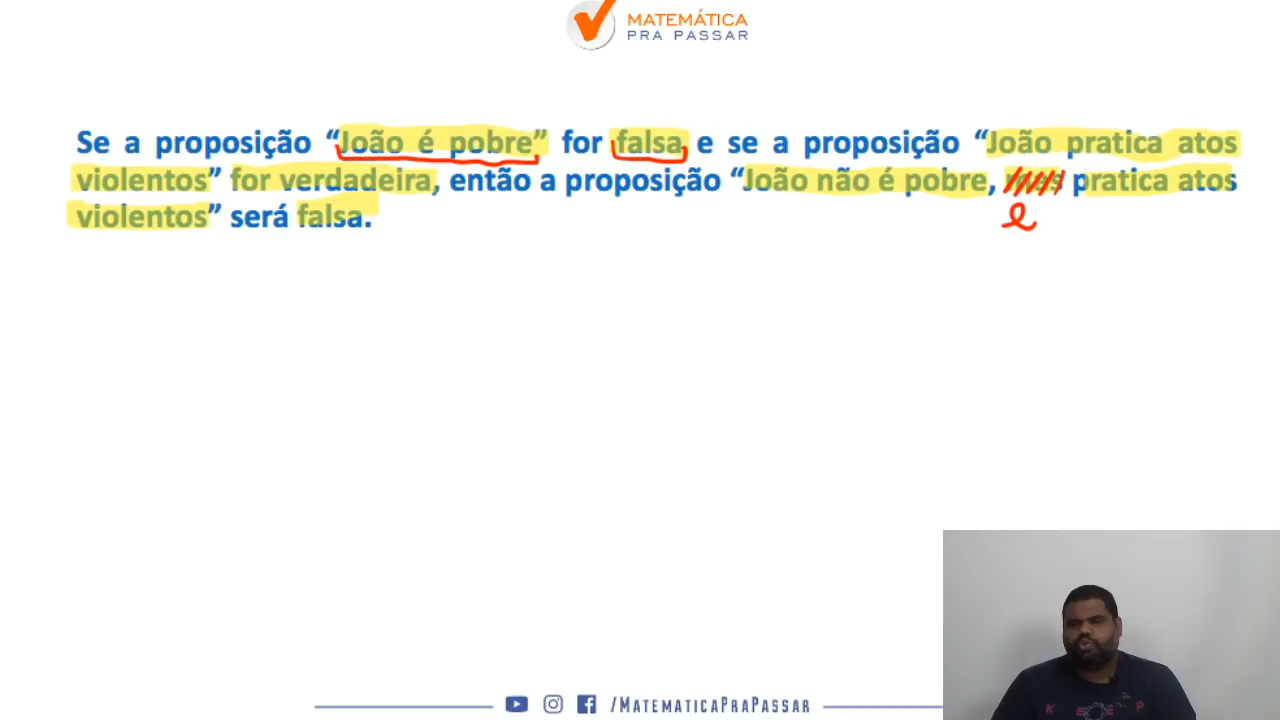 MATEMÁTICA
PRA PASSAR
Se a proposição “João é pobre” for falsa e se a proposição “João pratica atos
violentos” for verdadeira, então a proposição “João não é pobre, mas pratica atos
violentos” será falsa.
e
/MATEMATICAPRAPASSAR